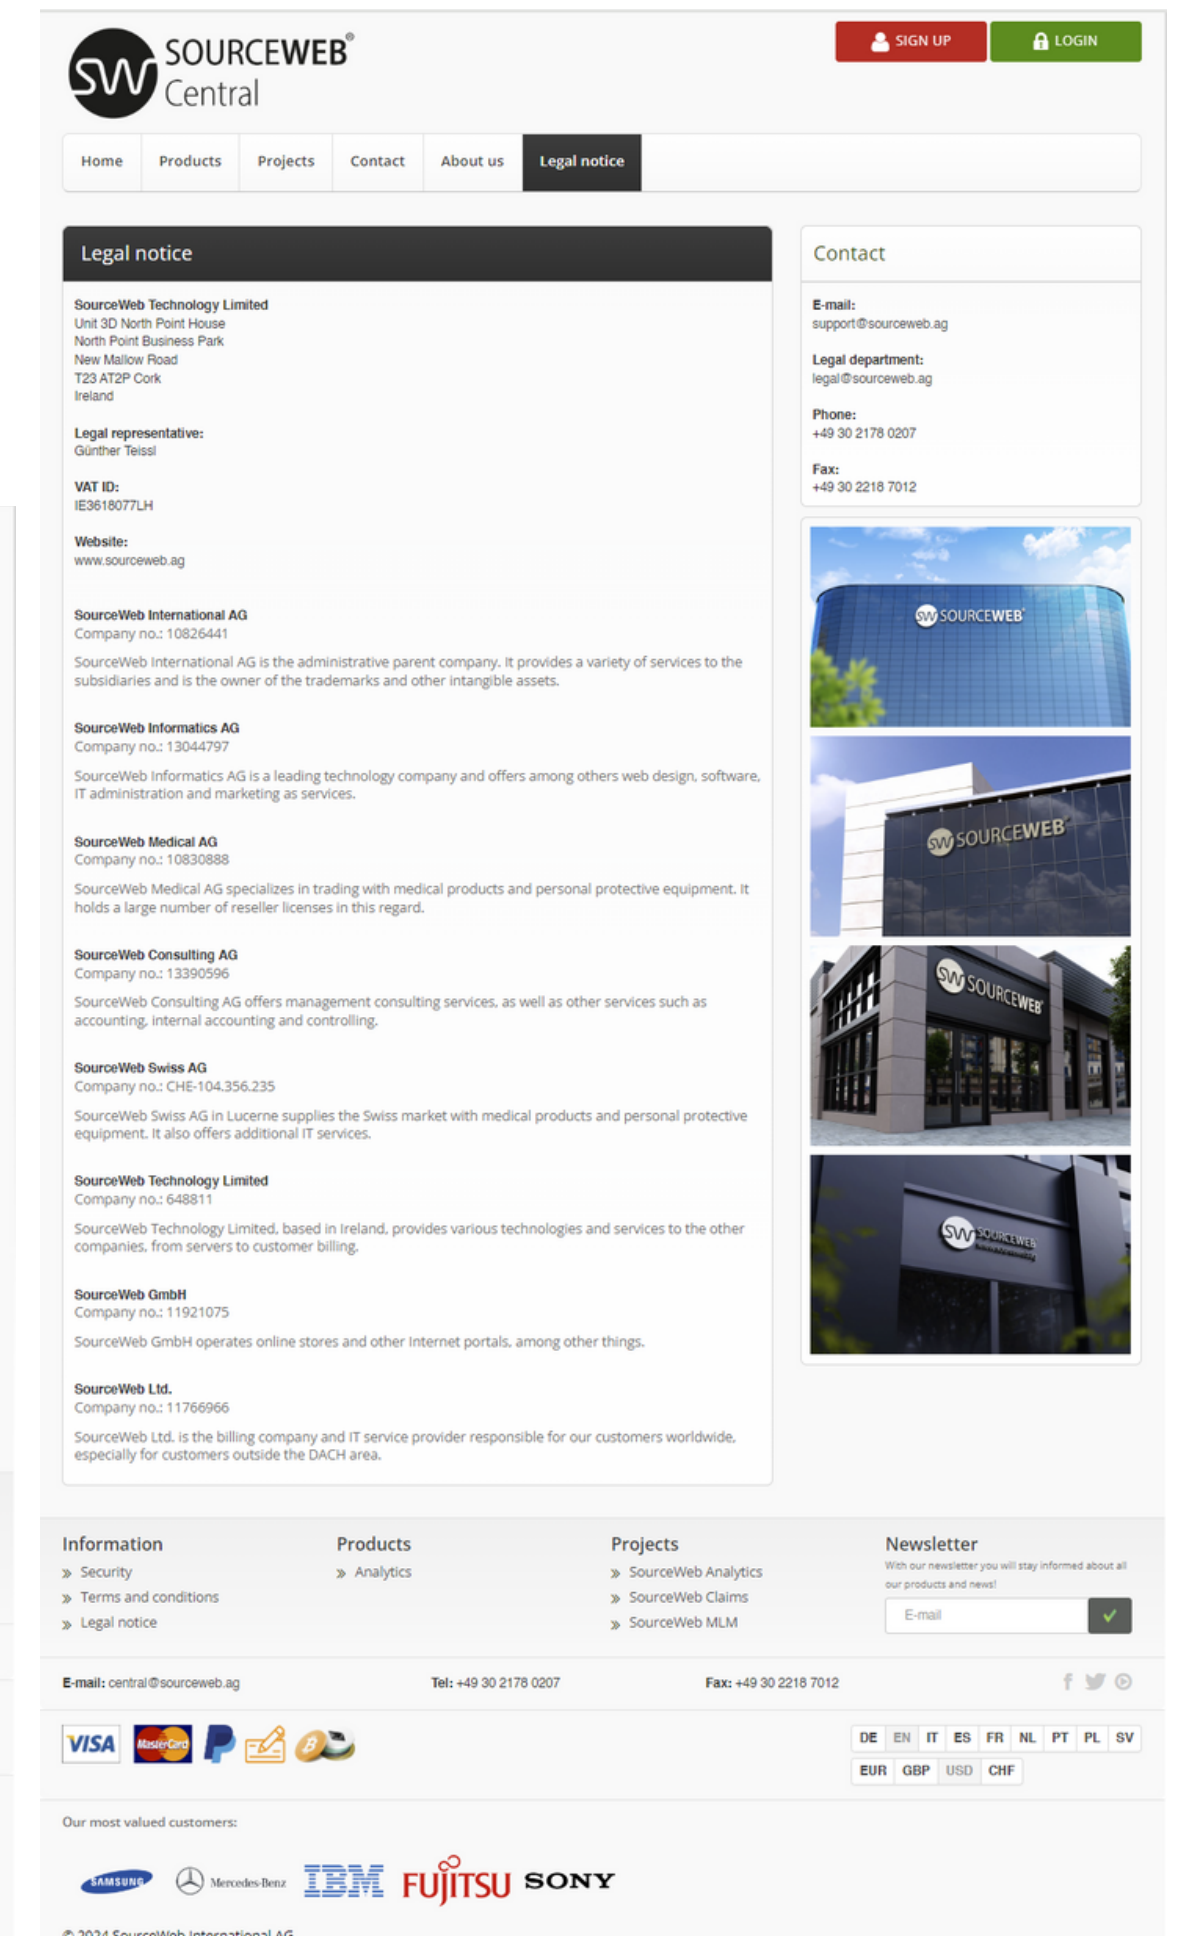 SW SOURCEWEB®
Central
SIGN UP
LOGIN
Home
Products
Projects
Contact
About us
Legal notice
Legal notice
SourceWeb Technology Limited
Unit 3D North Point House
North Point Business Park
New Mallow Road
T23 AT2P Cork
Ireland
Legal representative:
Günther Teissl
VAT ID:
IE3618077LH
Website:
www.sourceweb.ag
SourceWeb International AG
Company no.: 10826441
SourceWeb International AG is the administrative parent company. It provides a variety of services to the
subsidiaries and is the owner of the trademarks and other intangible assets.
SourceWeb Informatics AG
Company no.: 13044797
SourceWeb Informatics AG is a leading technology company and offers among others web design, software,
IT administration and marketing as services.
SourceWeb Medical AG
Company no.: 10830888
SourceWeb Medical AG specializes in trading with medical products and personal protective equipment. It
holds a large number of reseller licenses in this regard.
SourceWeb Consulting AG
Company no.: 13390596
SourceWeb Consulting AG offers management consulting services, as well as other services such as
accounting, internal accounting and controlling.
SourceWeb Swiss AG
Company no.: CHE-104.356.235
SourceWeb Swiss AG in Lucerne supplies the Swiss market with medical products and personal protective
equipment. It also offers additional IT services.
SourceWeb Technology Limited
Company no.: 648811
SourceWeb Technology Limited, based in Ireland, provides various technologies and services to the other
companies, from servers to customer billing.
SourceWeb GmbH
Company no.: 11921075
SourceWeb GmbH operates online stores and other Internet portals, among other things.
SourceWeb Ltd.
Company no.: 11766966
SourceWeb Ltd. is the billing company and IT service provider responsible for our customers worldwide,
especially for customers outside the DACH area.
Contact
E-mail:
support@sourceweb.ag
Legal department:
legal@sourceweb.ag
Phone:
+49 30 2178 0207
Fax:
+49 30 2218 7012
SW SOURCEWEB®
SW SOURCEWEB®
SW SOURCEWEB®
SW SOURCEWEB
Information
Security
Terms and conditions
Legal notice
Products
Analytics
Projects
SourceWeb Analytics
SourceWeb Claims
SourceWeb MLM
Newsletter
With our newsletter you will stay informed about all
our products and news!
E-mail
E-mail: central@sourceweb.ag
Tel: +49 30 2178 0207
Fax: +49 30 2218 7012
VISA MasterCard
DE EN IT ES FR NL PT PL SV
EUR GBP USD CHF
Our most valued customers:
SAMSUNG Mercedes-Benz IBM FUJITSU SONY
© 2024 SourceWeb International AG